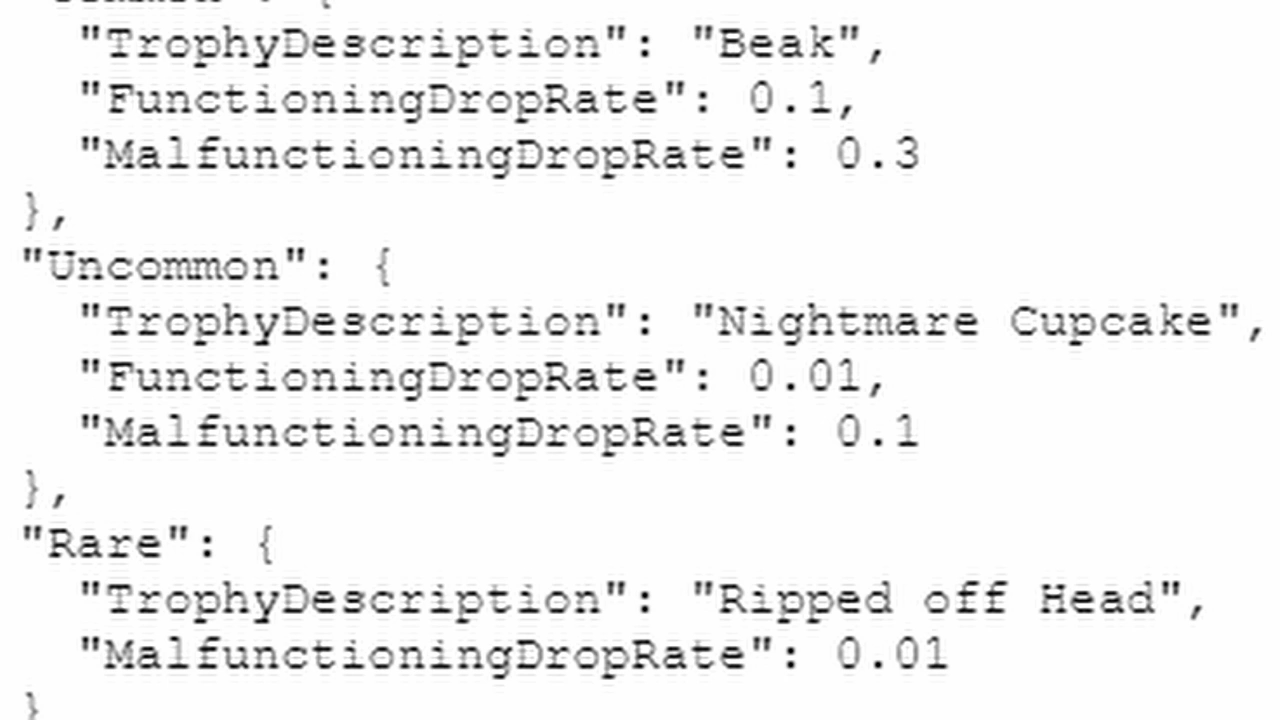 "TrophyDescription": "Beak",
"FunctioningDropRate": 0.1,
"MalfunctioningDropRate": 0.3
},
"Uncommon": {
"TrophyDescription": "Nightmare Cupcake",
"FunctioningDropRate": 0.01,
"MalfunctioningDropRate": 0.1
},
"Rare": {
"TrophyDescription": "Ripped off Head",
"MalfunctioningDropRate": 0.01
}